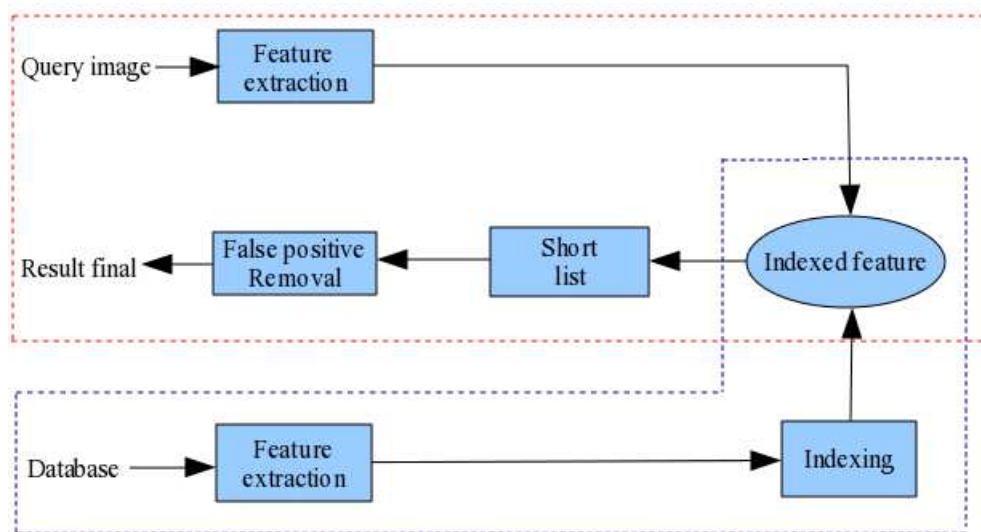 Query image
Feature
extraction
Result final
False positive
Removal
Short
list
Indexed feature
Database
Feature
extraction
Indexing